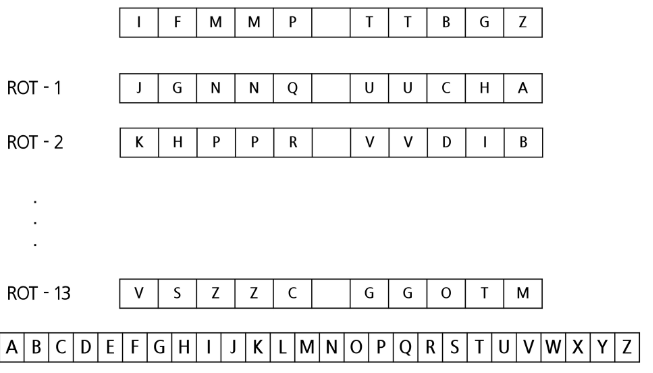 I F M M P T T B G Z
ROT - 1 J G N N Q U U C H A
ROT - 2 K H P P R V V D I B
.
.
.
ROT - 13 V S Z Z C G G O T M
A B C D E F G H I J K L M N O P Q R S T U V W X Y Z